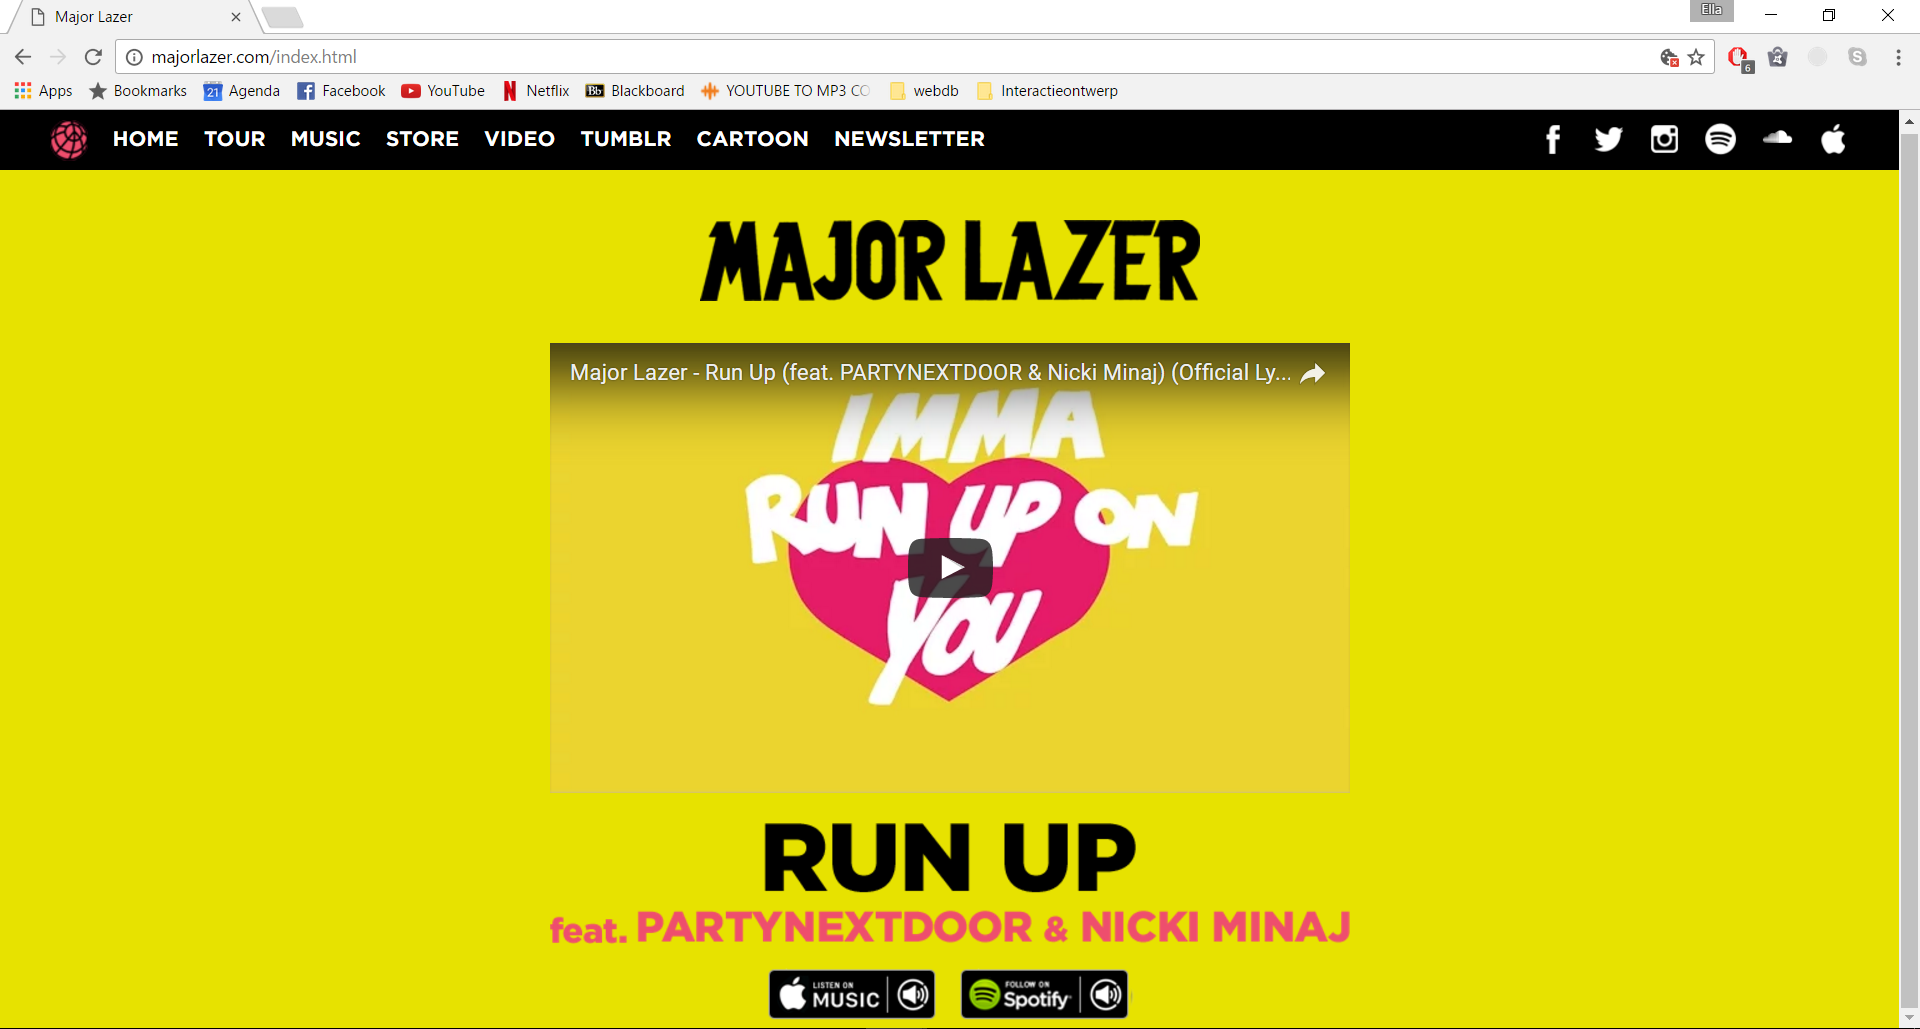 Major Lazer
Ella
majorlazer.com/index.html
6
Apps Bookmarks 21 Agenda Facebook YouTube Netflix Bb Blackboard YOUTUBE TO MP3 CO webdb Interactieontwerp
HOME TOUR MUSIC STORE VIDEO TUMBLR CARTOON NEWSLETTER
MAJOR LAZER
Major Lazer - Run Up (feat. PARTYNEXTDOOR & Nicki Minaj) (Official Ly...
IMMA
RUN UP ON
YOU
RUN UP
feat. PARTYNEXTDOOR & NICKI MINAJ
LISTEN ON
MUSIC
FOLLOW ON
Spotify